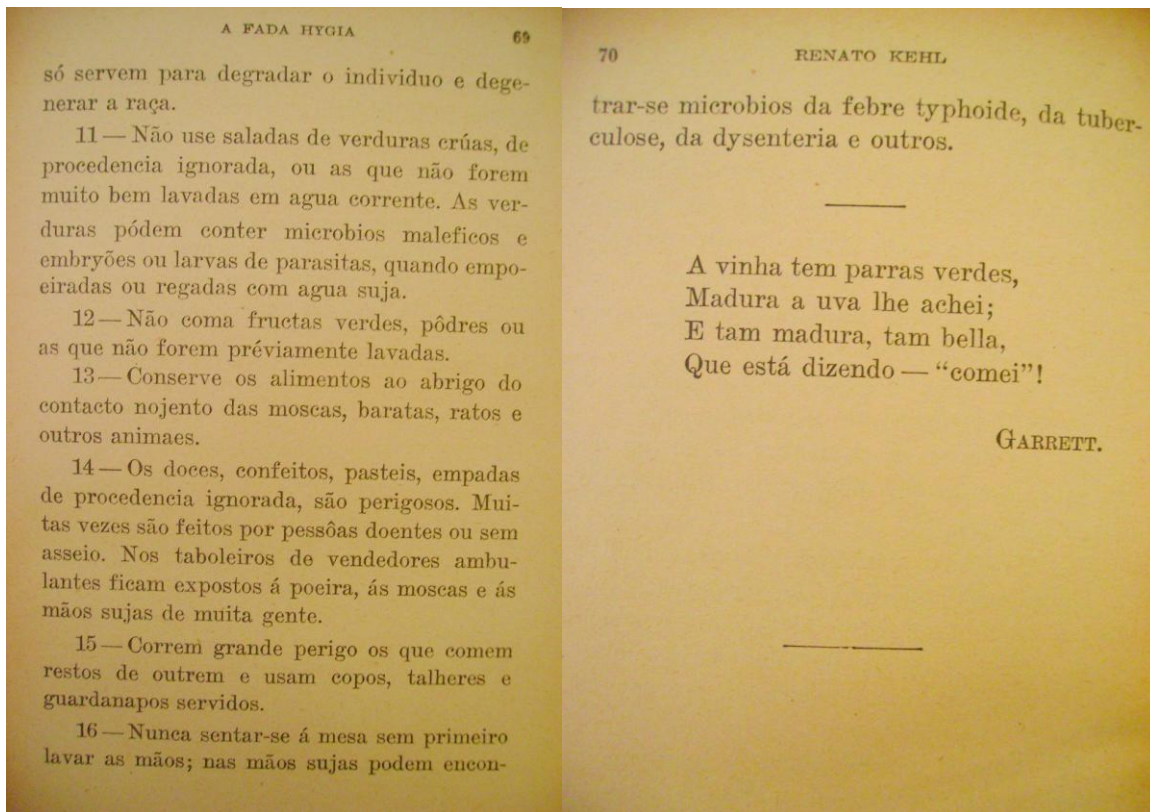 A FADA HYGIA 69
só servem para degradar o individuo e dege-
nerar a raça.
11 — Não use saladas de verduras crúas, de
procedencia ignorada, ou as que não forem
muito bem lavadas em agua corrente. As ver-
duras pódem conter microbios maleficos e
embryões ou larvas de parasitas, quando empo-
eiradas ou regadas com agua suja.
12 — Não coma fructas verdes, pôdres ou
as que não forem préviamente lavadas.
13 — Conserve os alimentos ao abrigo do
contacto nojento das moscas, baratas, ratos e
outros animaes.
14 — Os doces, confeitos, pasteis, empadas
de procedencia ignorada, são perigosos. Mui-
tas vezes são feitos por pessôas doentes ou sem
asseio. Nos taboleiros de vendedores ambu-
lantes ficam expostos á poeira, ás moscas e ás
mãos sujas de muita gente.
15 — Correm grande perigo os que comem
restos de outrem e usam copos, talheres e
guardanapos servidos.
16 — Nunca sentar-se á mesa sem primeiro
lavar as mãos; nas mãos sujas podem encon-
70 RENATO KEHL
trar-se microbios da febre typhoide, da tuber-
culose, da dysenteria e outros.
A vinha tem parras verdes,
Madura a uva lhe achei;
E tam madura, tam bella,
Que está dizendo — “comei”!
GARRETT.